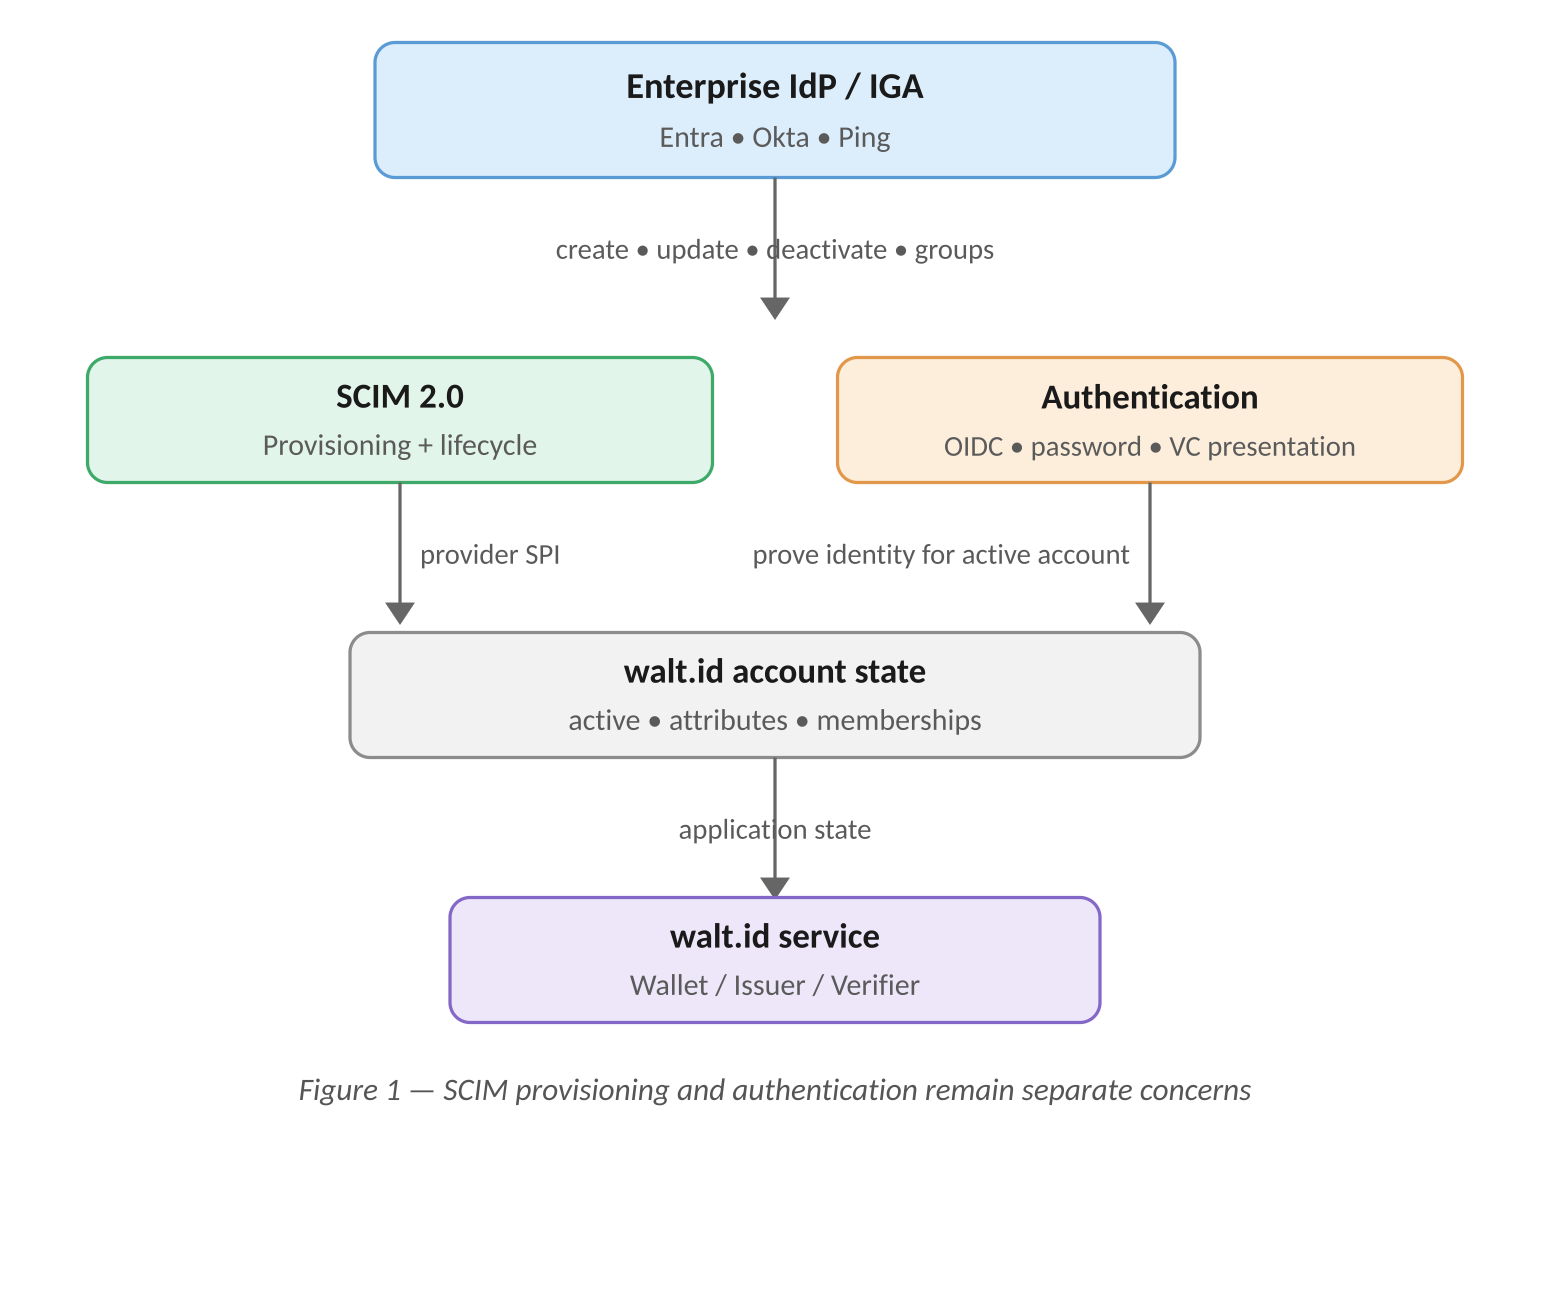 Enterprise IdP / IGA
Entra • Okta • Ping
create • update • deactivate • groups
SCIM 2.0
Provisioning + lifecycle
Authentication
OIDC • password • VC presentation
provider SPI
prove identity for active account
walt.id account state
active • attributes • memberships
application state
walt.id service
Wallet / Issuer / Verifier
Figure 1 — SCIM provisioning and authentication remain separate concerns